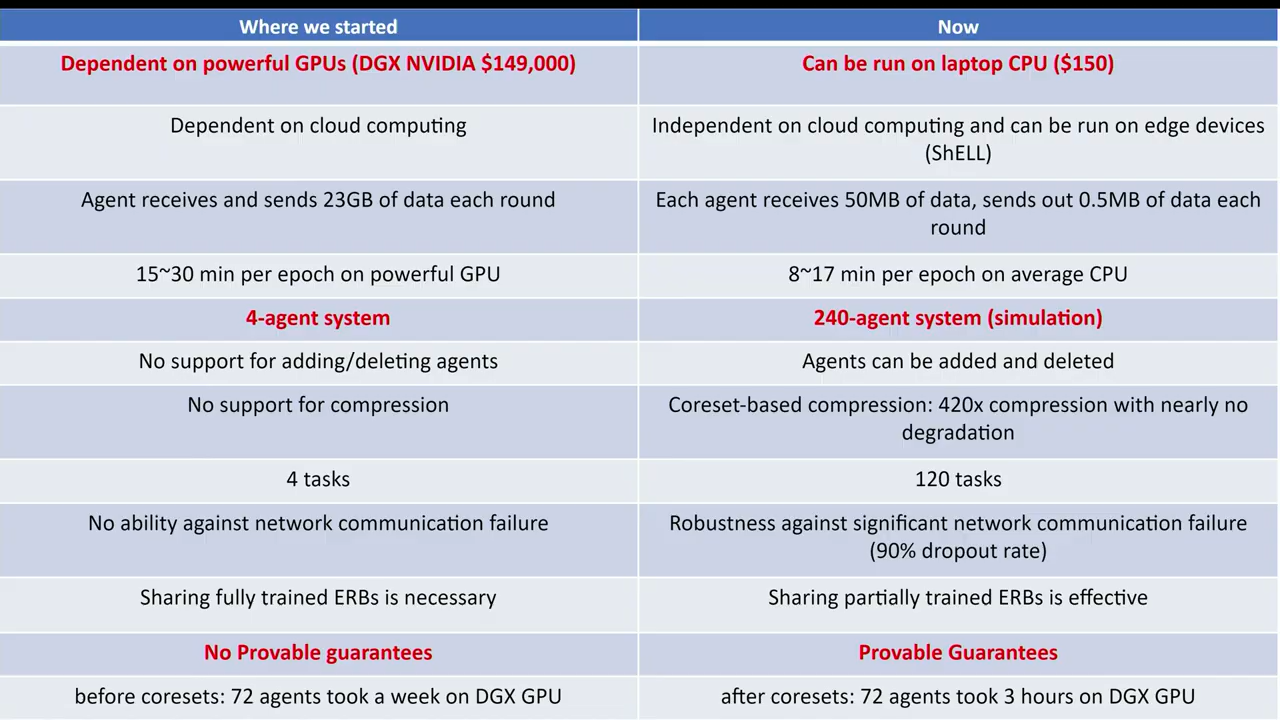 Where we started
Now
Dependent on powerful GPUs (DGX NVIDIA $149,000)
Can be run on laptop CPU ($150)
Dependent on cloud computing
Independent on cloud computing and can be run on edge devices
(ShELL)
Agent receives and sends 23GB of data each round
Each agent receives 50MB of data, sends out 0.5MB of data each
round
15~30 min per epoch on powerful GPU
8~17 min per epoch on average CPU
4-agent system
240-agent system (simulation)
No support for adding/deleting agents
Agents can be added and deleted
No support for compression
Coreset-based compression: 420x compression with nearly no
degradation
4 tasks
120 tasks
No ability against network communication failure
Robustness against significant network communication failure
(90% dropout rate)
Sharing fully trained ERBs is necessary
Sharing partially trained ERBs is effective
No Provable guarantees
Provable Guarantees
before coresets: 72 agents took a week on DGX GPU
after coresets: 72 agents took 3 hours on DGX GPU